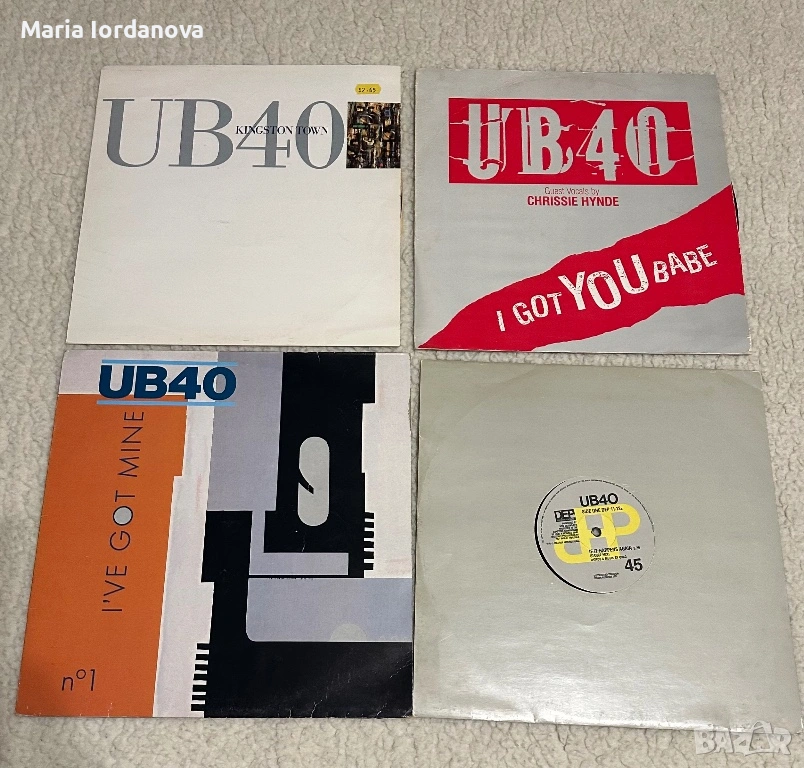 Maria Iordanova
UB40
KINGSTON TOWN
UB40
Guest Vocals by
CHRISSIE HYNDE
I GOT YOU BABE
UB40
I'VE GOT MINE
nº1
UB40
DEP
45
BAZAR